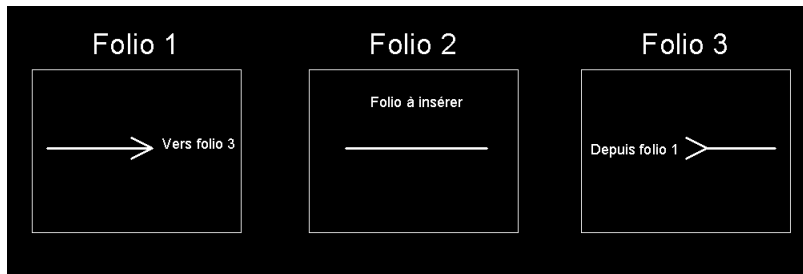 Folio 1
Folio 2
Folio 3
Folio à insérer
Vers folio 3
Depuis folio 1